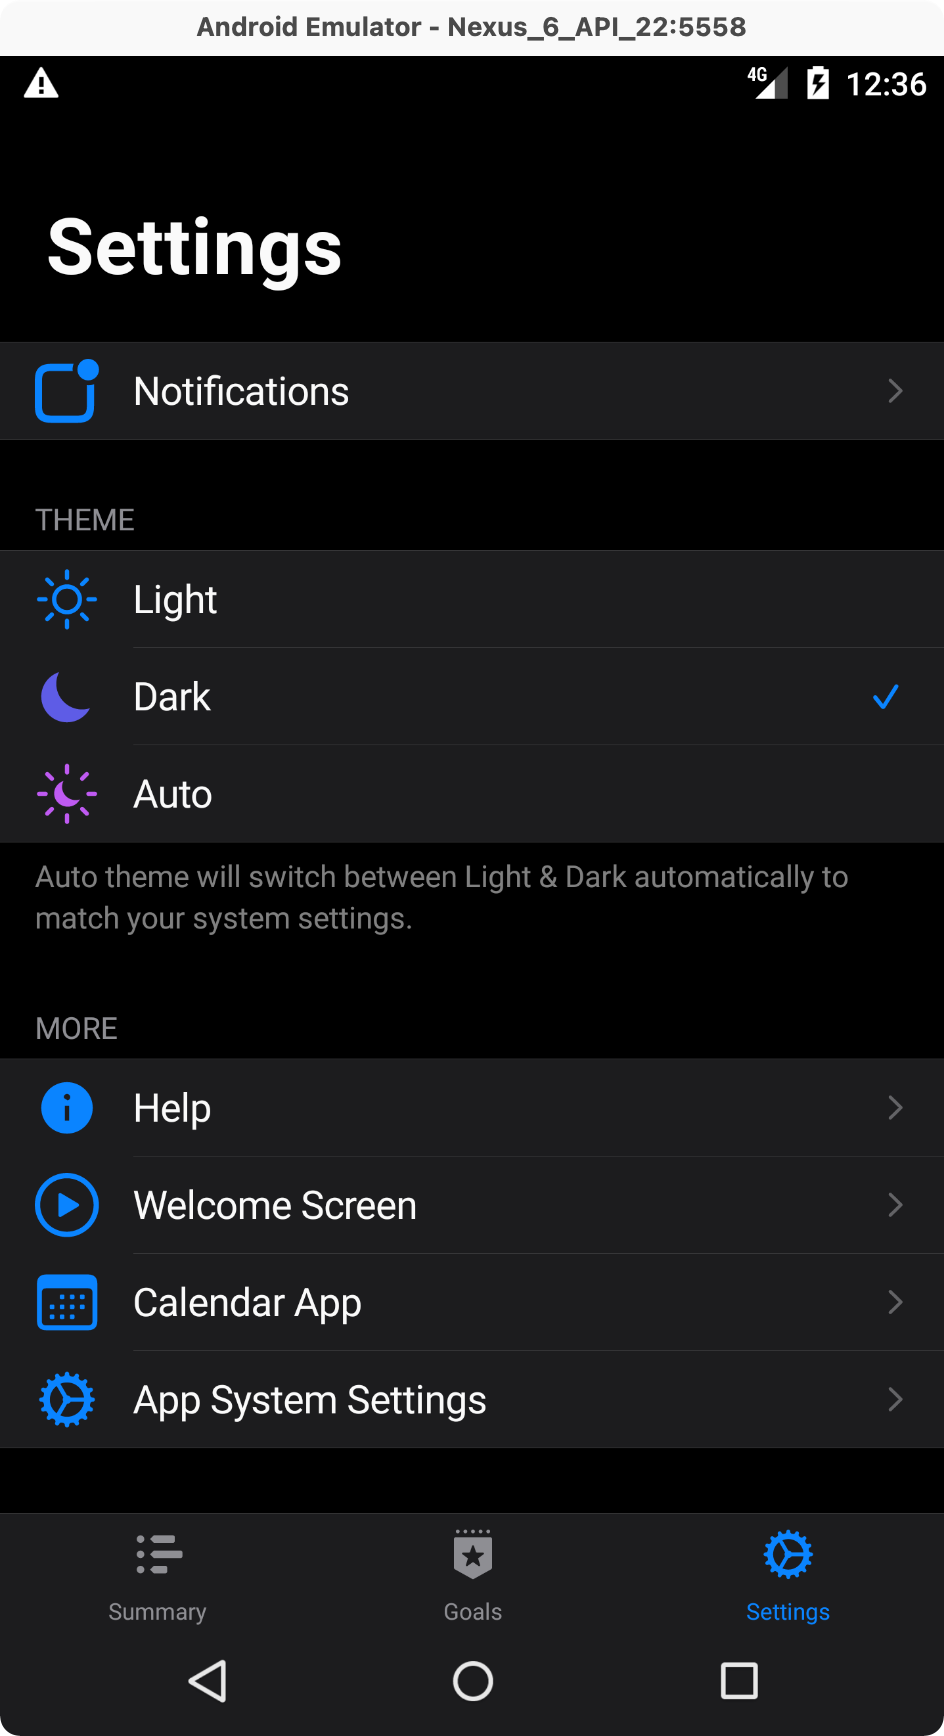 Android Emulator - Nexus_6_API_22:5558
4G 12:36
Settings
Notifications
THEME
Light
Dark
Auto
Auto theme will switch between Light & Dark automatically to
match your system settings.
MORE
Help
Welcome Screen
Calendar App
App System Settings
Summary Goals Settings